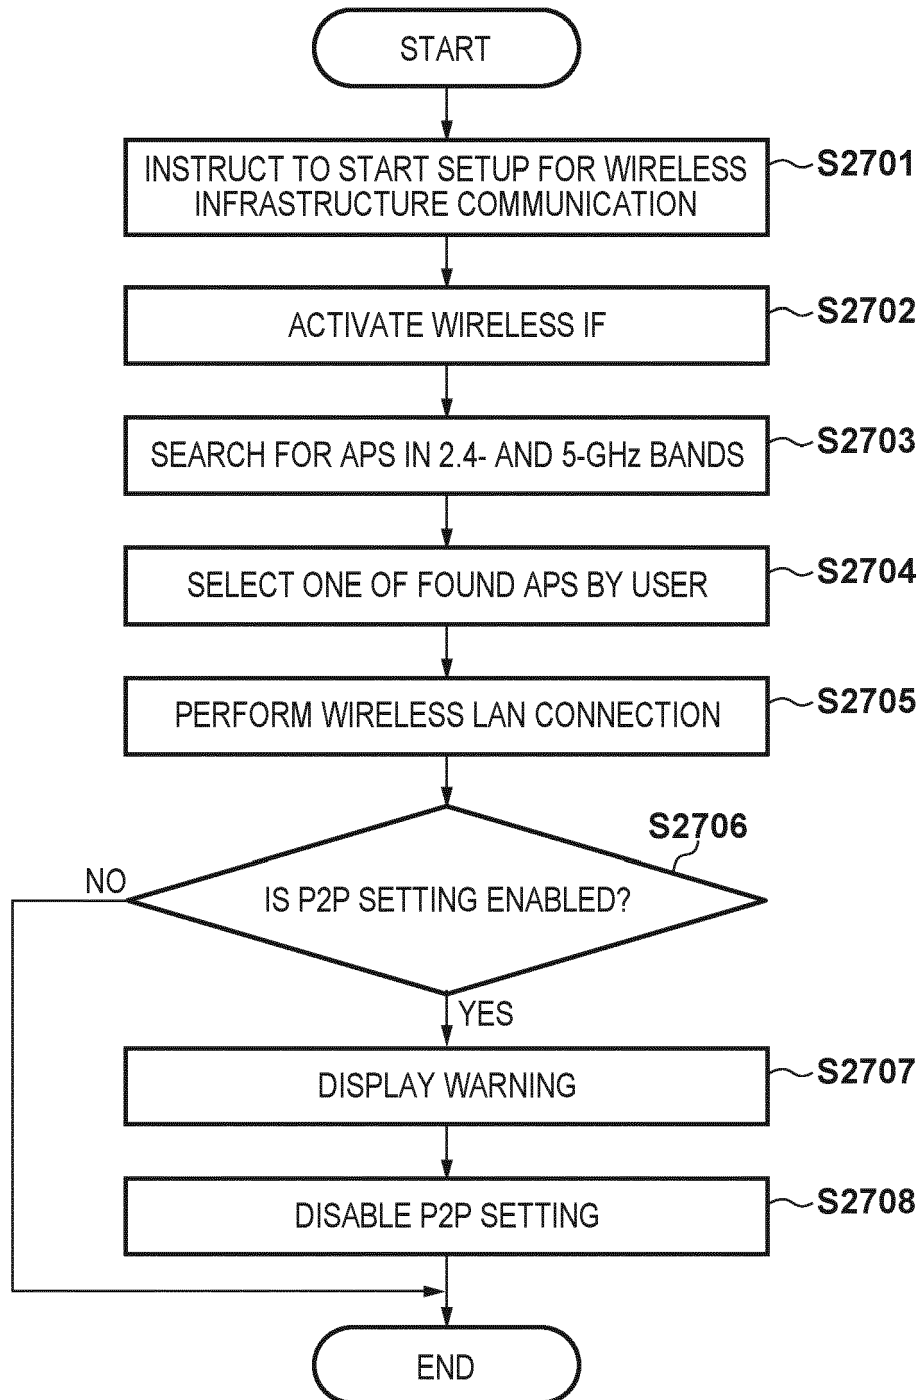 START
INSTRUCT TO START SETUP FOR WIRELESS
INFRASTRUCTURE COMMUNICATION
S2701
ACTIVATE WIRELESS IF
S2702
SEARCH FOR APS IN 2.4- AND 5-GHz BANDS
S2703
SELECT ONE OF FOUND APS BY USER
S2704
PERFORM WIRELESS LAN CONNECTION
S2705
S2706
NO
IS P2P SETTING ENABLED?
YES
DISPLAY WARNING
S2707
DISABLE P2P SETTING
S2708
END